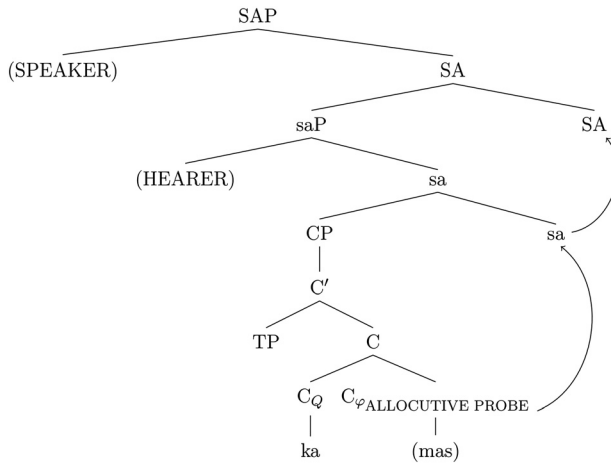 SAP
(SPEAKER) SA
saP SA
(HEARER) sa
CP sa
C′
TP C
C_Q C_φALLOCUTIVE PROBE
ka (mas)